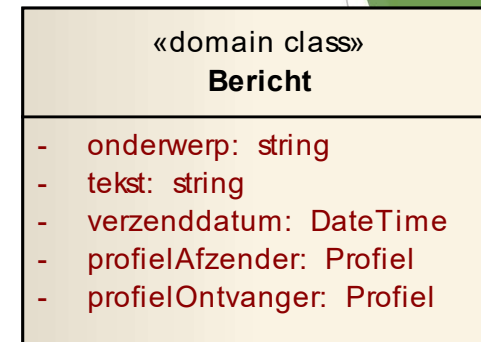 «domain class»
Bericht
- onderwerp: string
- tekst: string
- verzenddatum: DateTime
- profielAfzender: Profiel
- profielOntvanger: Profiel